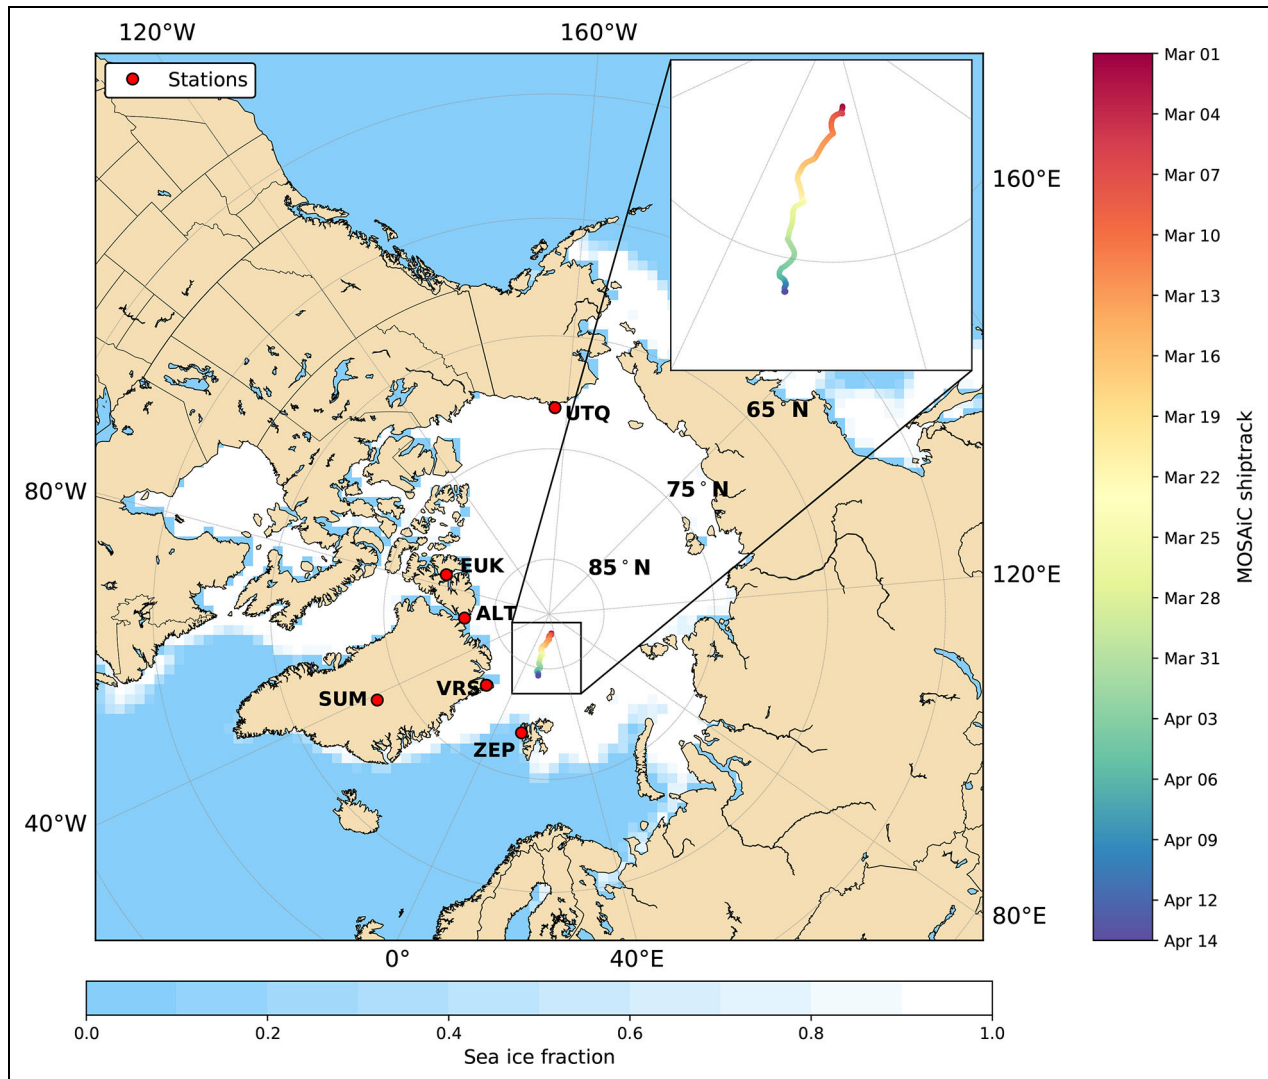 120°W
160°W
Stations
160°E
65°N
UTQ
80°W
75°N
EUK
85°N
120°E
ALT
VRS
SUM
ZEP
40°W
80°E
0°
40°E
Mar 01
Mar 04
Mar 07
Mar 10
Mar 13
Mar 16
Mar 19
Mar 22
Mar 25
Mar 28
Mar 31
Apr 03
Apr 06
Apr 09
Apr 12
Apr 14
MOSAiC shiptrack
0.0
0.2
0.4
0.6
0.8
1.0
Sea ice fraction